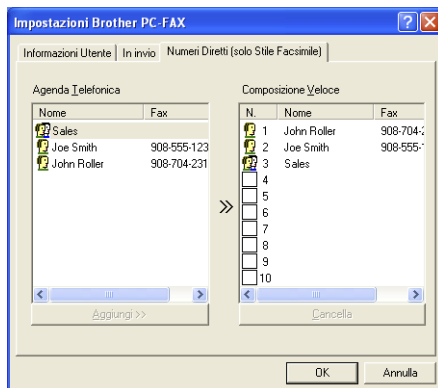 Impostazioni Brother PC-FAX
Informazioni Utente In invio Numeri Diretti (solo Stile Facsimile)
Agenda Telefonica Composizione Veloce
Nome Fax N. Nome Fax
Sales 1 John Roller 908-704-2
Joe Smith 908-555-123 2 Joe Smith 908-555-1
John Roller 908-704-231 3 Sales
4
5
6
7
8
9
10
Aggiungi >> Cancella
OK Annulla